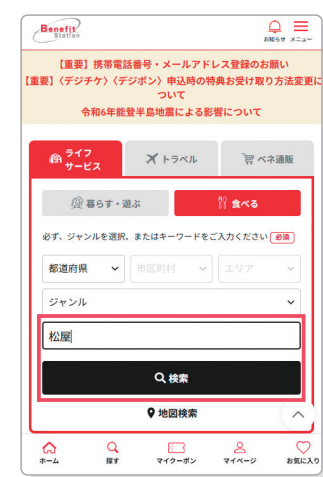 Benefit
Station
お知らせ メニュー
【重要】携帯電話番号・メールアドレス登録のお願い
【重要】〈デジチケ〉〈デジポン〉申込時の特典お受け取り方法変更に
ついて
令和6年能登半島地震による影響について
ライフ
サービス
トラベル
ベネ通販
暮らす・遊ぶ
食べる
必ず、ジャンルを選択、またはキーワードをご入力ください 必須
都道府県
市区町村
エリア
ジャンル
松屋
検索
地図検索
ホーム
探す
マイクーポン
マイページ
お気に入り